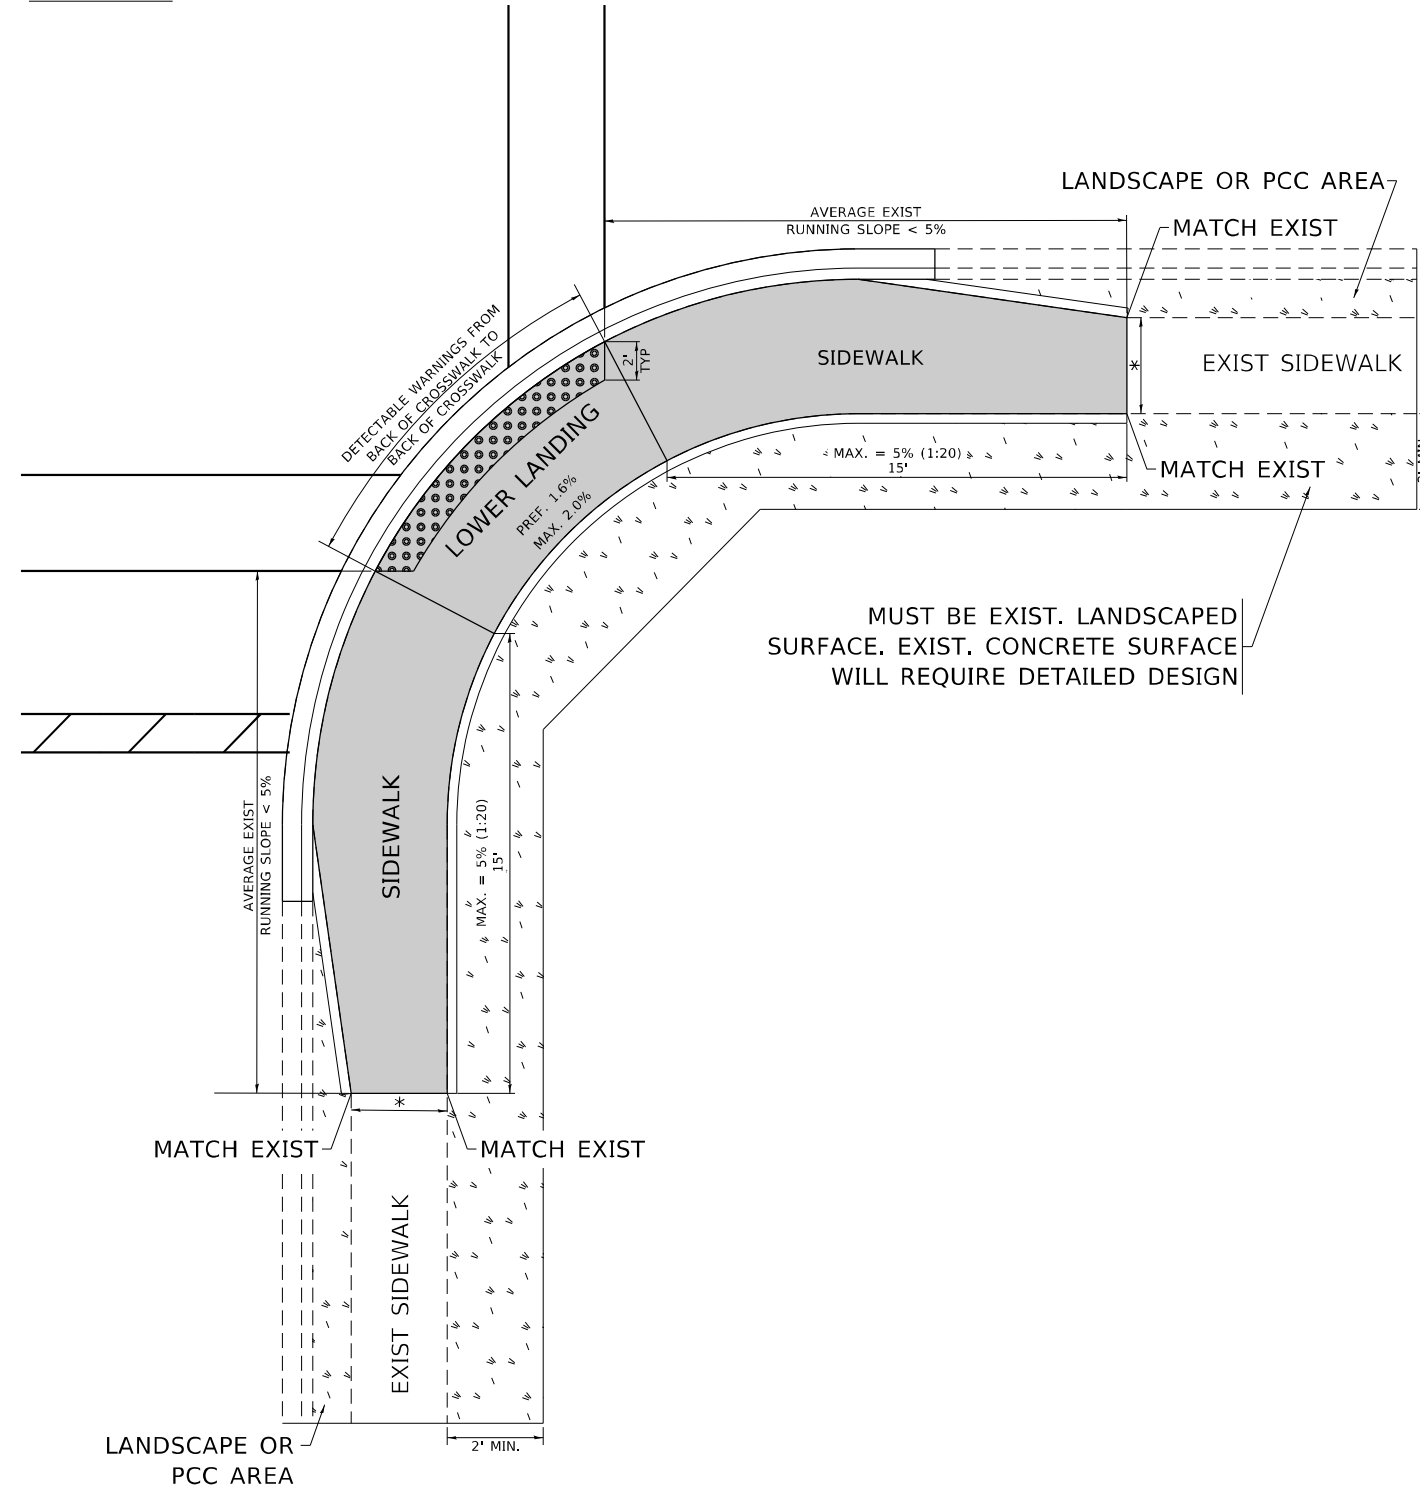 LANDSCAPE OR PCC AREA
AVERAGE EXIST
RUNNING SLOPE < 5%
MATCH EXIST
DETECTABLE WARNINGS FROM
BACK OF CROSSWALK TO
BACK OF CROSSWALK
2'
TYP
SIDEWALK
*
EXIST SIDEWALK
LOWER LANDING
PREF. 1.6%
MAX. 2.0%
MAX. = 5% (1:20)
15'
MATCH EXIST
MUST BE EXIST. LANDSCAPED
SURFACE. EXIST. CONCRETE SURFACE
WILL REQUIRE DETAILED DESIGN
AVERAGE EXIST
RUNNING SLOPE < 5%
SIDEWALK
MAX. = 5% (1:20)
15'
*
MATCH EXIST
MATCH EXIST
EXIST SIDEWALK
LANDSCAPE OR
PCC AREA
2' MIN.